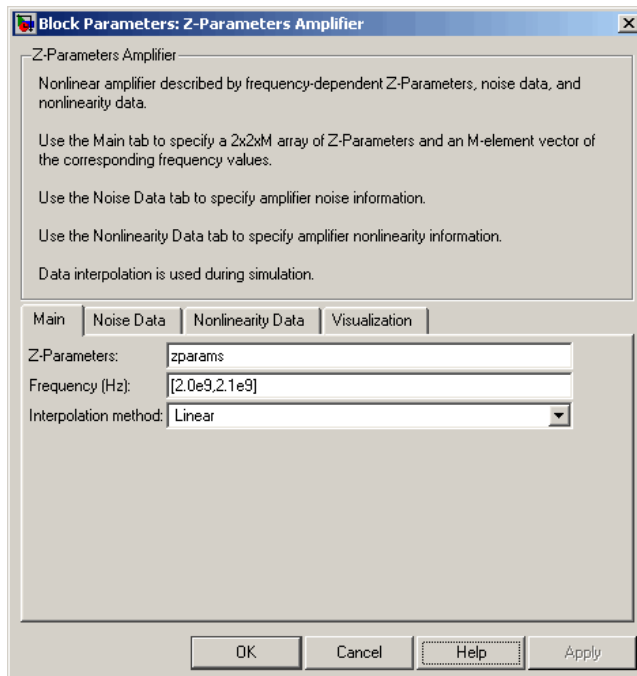 Block Parameters: Z-Parameters Amplifier
Z-Parameters Amplifier
Nonlinear amplifier described by frequency-dependent Z-Parameters, noise data, and
nonlinearity data.
Use the Main tab to specify a 2x2xM array of Z-Parameters and an M-element vector of
the corresponding frequency values.
Use the Noise Data tab to specify amplifier noise information.
Use the Nonlinearity Data tab to specify amplifier nonlinearity information.
Data interpolation is used during simulation.
Main Noise Data Nonlinearity Data Visualization
Z-Parameters: zparams
Frequency (Hz): [2.0e9,2.1e9]
Interpolation method: Linear
OK Cancel Help Apply